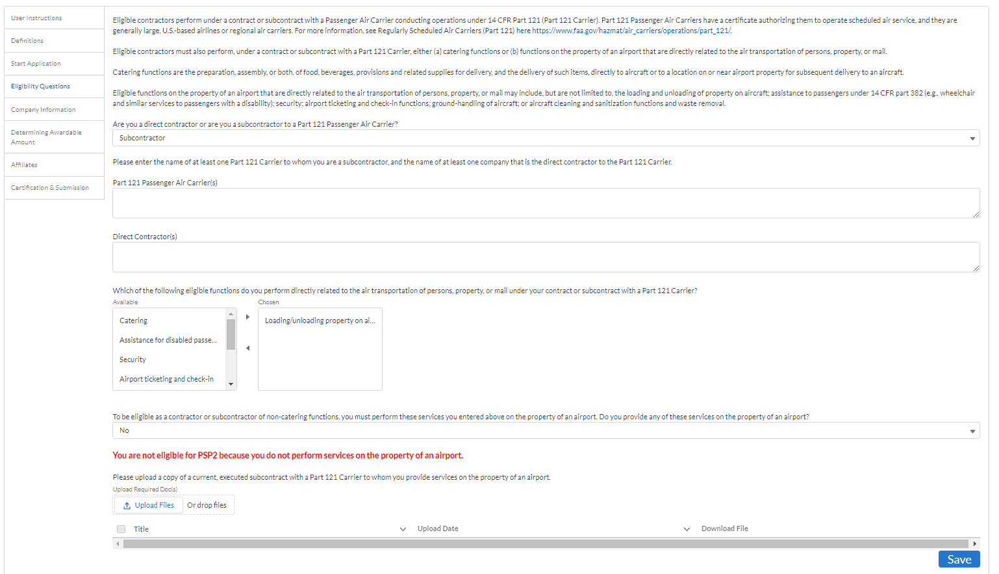 User Instructions
Definitions
Start Application
Eligibility Questions
Company Information
Determining Awardable
Amount
Affiliates
Certification & Submission
Eligible contractors perform under a contract or subcontract with a Passenger Air Carrier conducting operations under 14 CFR Part 121 (Part 121 Carrier). Part 121 Passenger Air Carriers have a certificate authorizing them to operate scheduled air service, and they are
generally large, U.S.-based airlines or regional air carriers. For more information, see Regularly Scheduled Air Carriers (Part 121) here https://www.faa.gov/hazmat/air_carriers/operations/part_121/.
Eligible contractors must also perform, under a contract or subcontract with a Part 121 Carrier, either (a) catering functions or (b) functions on the property of an airport that are directly related to the air transportation of persons, property, or mail.
Catering functions are the preparation, assembly, or both, of food, beverages, provisions and related supplies for delivery, and the delivery of such items, directly to aircraft or to a location on or near airport property for subsequent delivery to an aircraft.
Eligible functions on the property of an airport that are directly related to the air transportation of persons, property, or mail may include, but are not limited to, the loading and unloading of property on aircraft; assistance to passengers under 14 CFR part 382 (e.g., wheelchair
and similar services to passengers with a disability); security; airport ticketing and check-in functions; ground-handling of aircraft; or aircraft cleaning and sanitization functions and waste removal.
Are you a direct contractor or are you a subcontractor to a Part 121 Passenger Air Carrier?
Subcontractor
Please enter the name of at least one Part 121 Carrier to whom you are a subcontractor, and the name of at least one company that is the direct contractor to the Part 121 Carrier.
Part 121 Passenger Air Carrier(s)
Direct Contractor(s)
Which of the following eligible functions do you perform directly related to the air transportation of persons, property, or mail under your contract or subcontract with a Part 121 Carrier?
Available
Chosen
Catering
Assistance for disabled passe...
Security
Airport ticketing and check-in
Loading/unloading property on ai...
To be eligible as a contractor or subcontractor of non-catering functions, you must perform these services you entered above on the property of an airport. Do you provide any of these services on the property of an airport?
No
You are not eligible for PSP2 because you do not perform services on the property of an airport.
Please upload a copy of a current, executed subcontract with a Part 121 Carrier to whom you provide services on the property of an airport.
Upload Required Doc(s)
Upload Files Or drop files
Title Upload Date Download File
Save